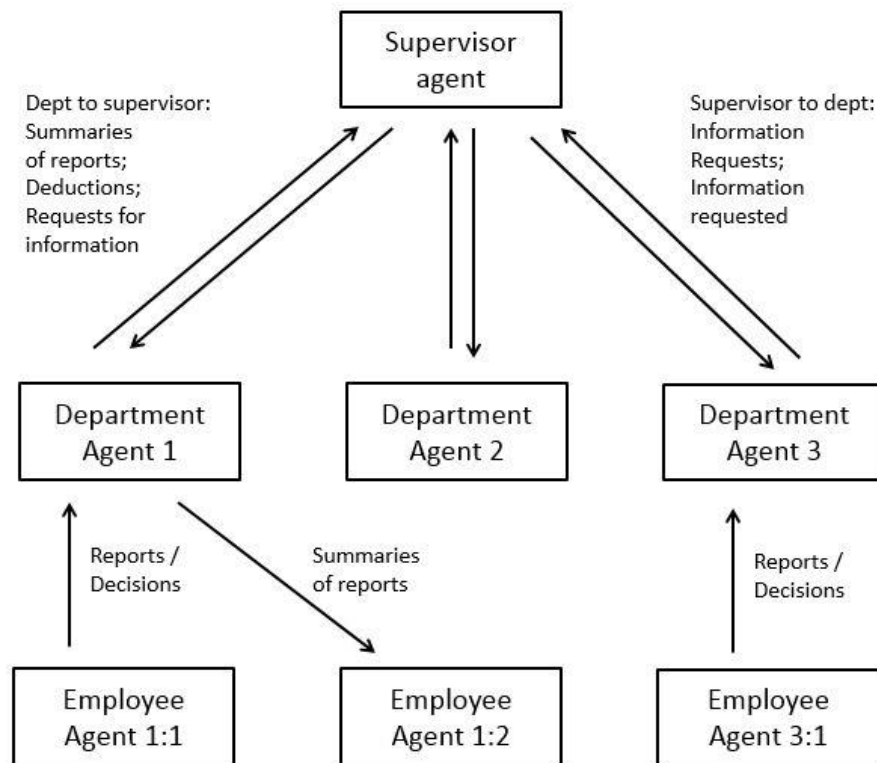 Supervisor
agent
Dept to supervisor:
Summaries
of reports;
Deductions;
Requests for
information
Supervisor to dept:
Information
Requests;
Information
requested
Department
Agent 1
Department
Agent 2
Department
Agent 3
Reports /
Decisions
Summaries
of reports
Reports /
Decisions
Employee
Agent 1:1
Employee
Agent 1:2
Employee
Agent 3:1